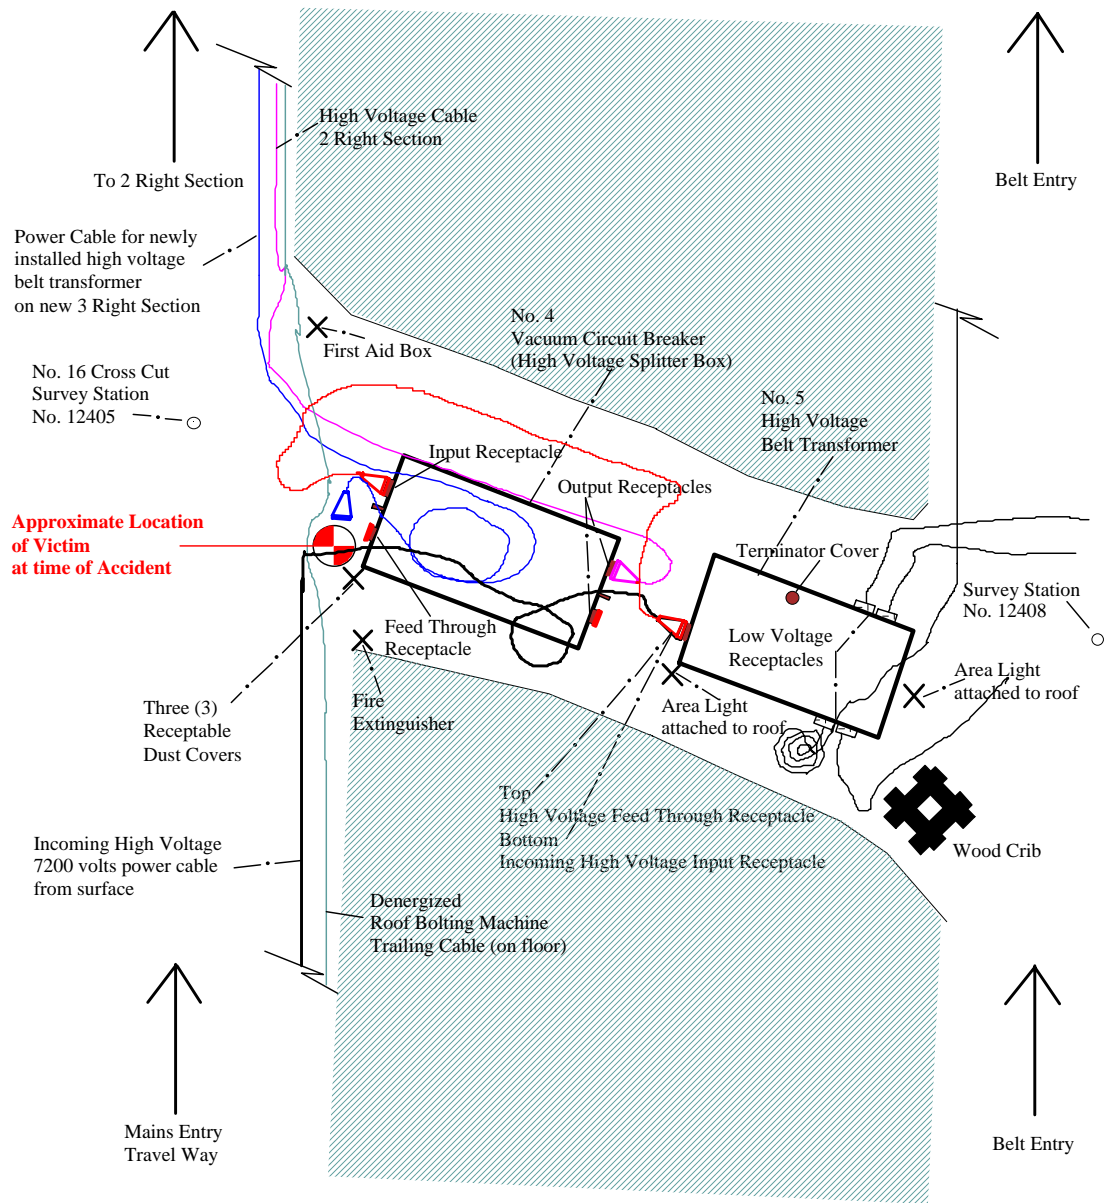 High Voltage Cable
2 Right Section
To 2 Right Section
Belt Entry
Power Cable for newly
installed high voltage
belt transformer
on new 3 Right Section
No. 4
Vacuum Circuit Breaker
(High Voltage Splitter Box)
First Aid Box
No. 16 Cross Cut
Survey Station
No. 12405
No. 5
High Voltage
Belt Transformer
Input Receptacle
Output Receptacles
Approximate Location
of Victim
at time of Accident
Terminator Cover
Survey Station
No. 12408
Feed Through
Receptacle
Low Voltage
Receptacles
Area Light
attached to roof
Three (3)
Receptable
Dust Covers
Fire
Extinguisher
Area Light
attached to roof
Top
High Voltage Feed Through Receptacle
Bottom
Incoming High Voltage Input Receptacle
Wood Crib
Incoming High Voltage
7200 volts power cable
from surface
Denergized
Roof Bolting Machine
Trailing Cable (on floor)
Mains Entry
Travel Way
Belt Entry